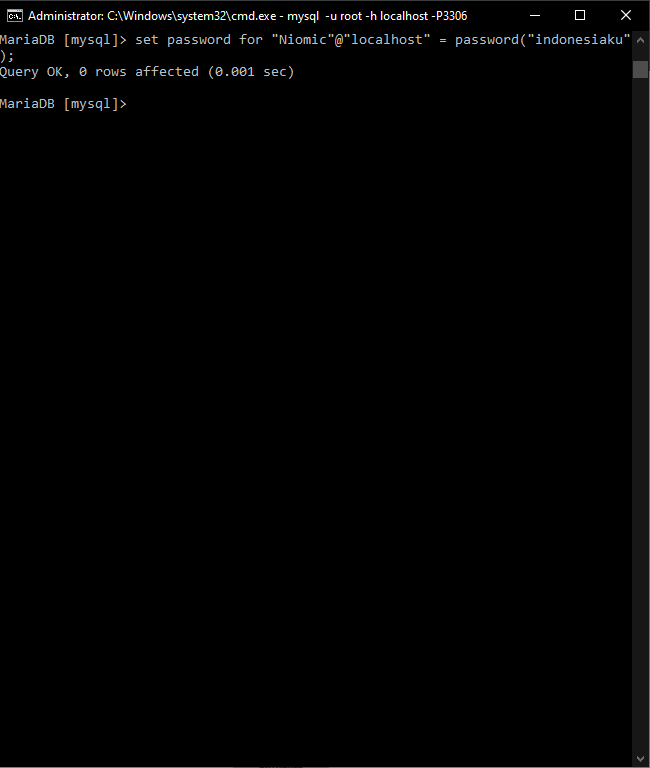 Administrator: C:\Windows\system32\cmd.exe - mysql  -u root -h localhost -P3306
MariaDB [mysql]> set password for "Niomic"@"localhost" = password("indonesiaku"
);
Query OK, 0 rows affected (0.001 sec)
MariaDB [mysql]>